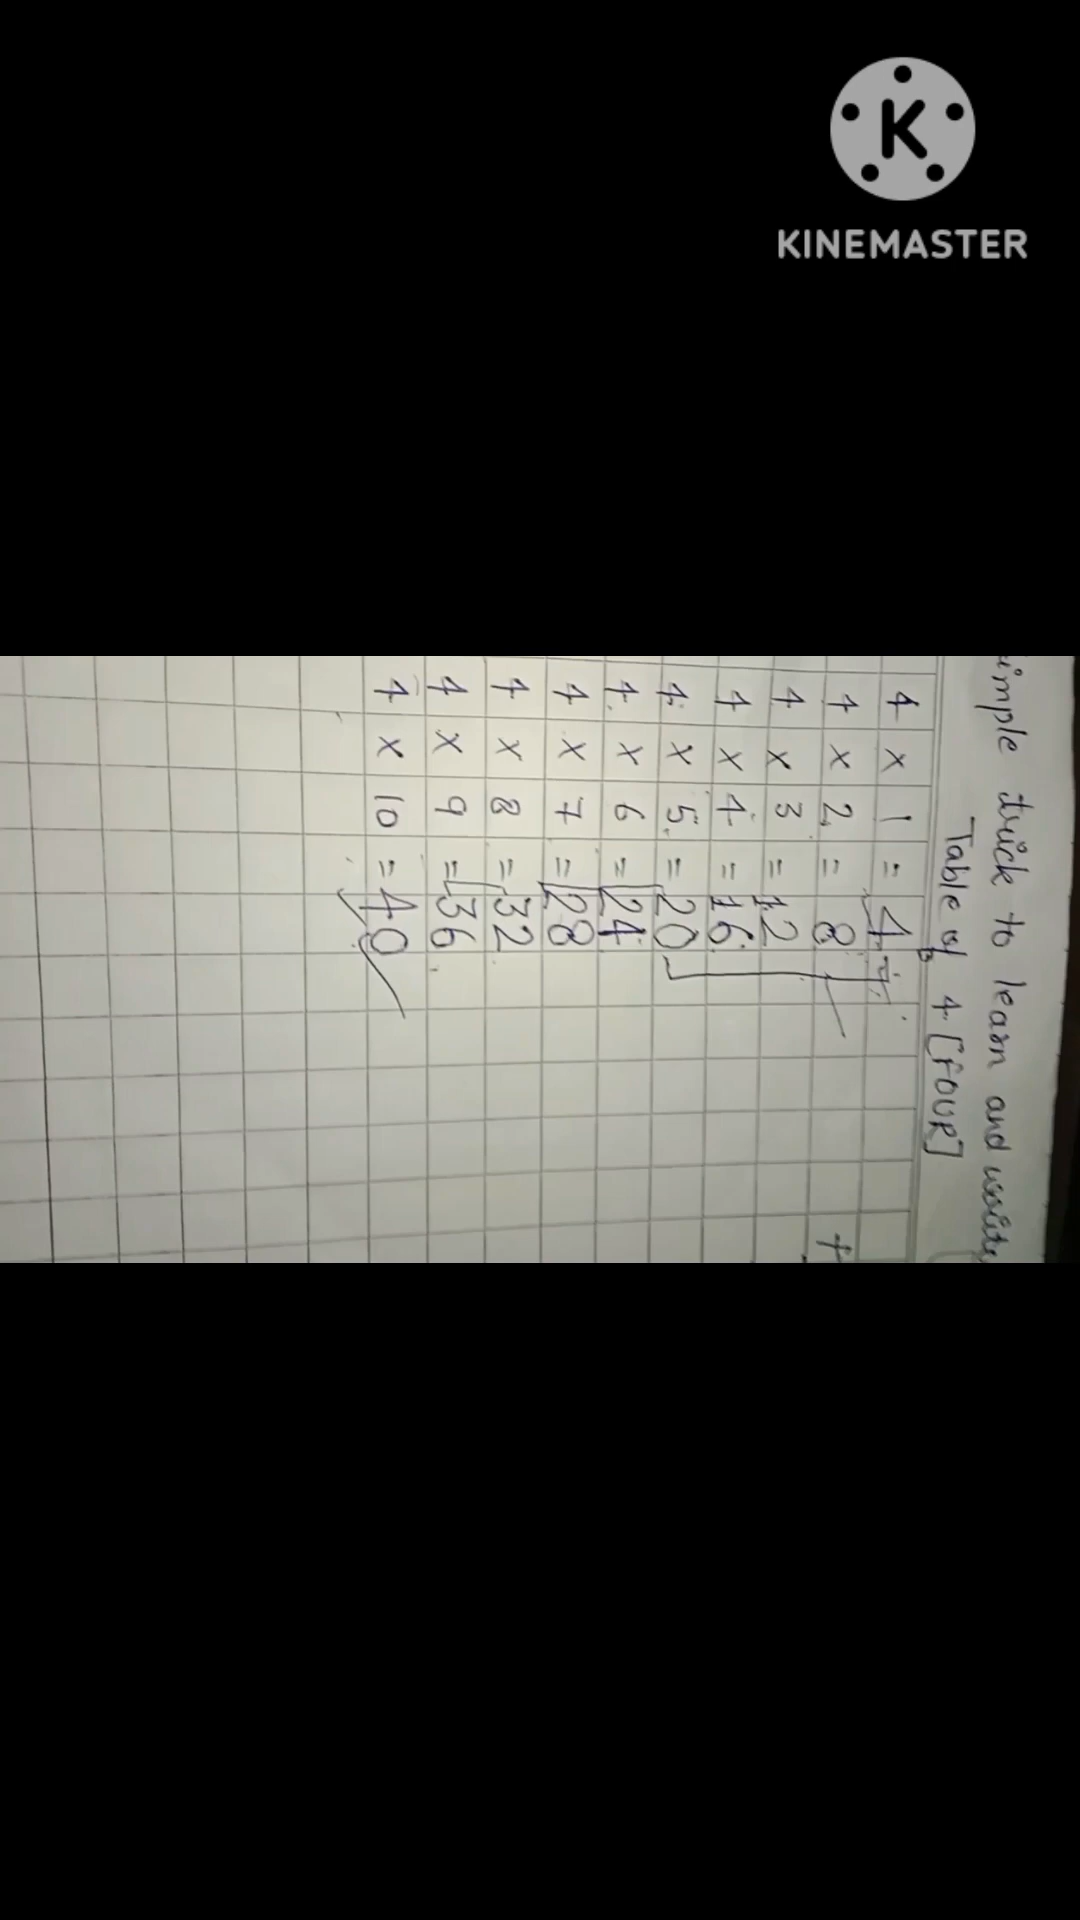 KINEMASTER
simple trick to learn and write
Table of 4 [FOUR]
4 x 1 = 4
4 x 2 = 8
4 x 3 = 12
4 x 4 = 16
4 x 5 = 20
4 x 6 = 24
4 x 7 = 28
4 x 8 = 32
4 x 9 = 36
4 x 10 = 40